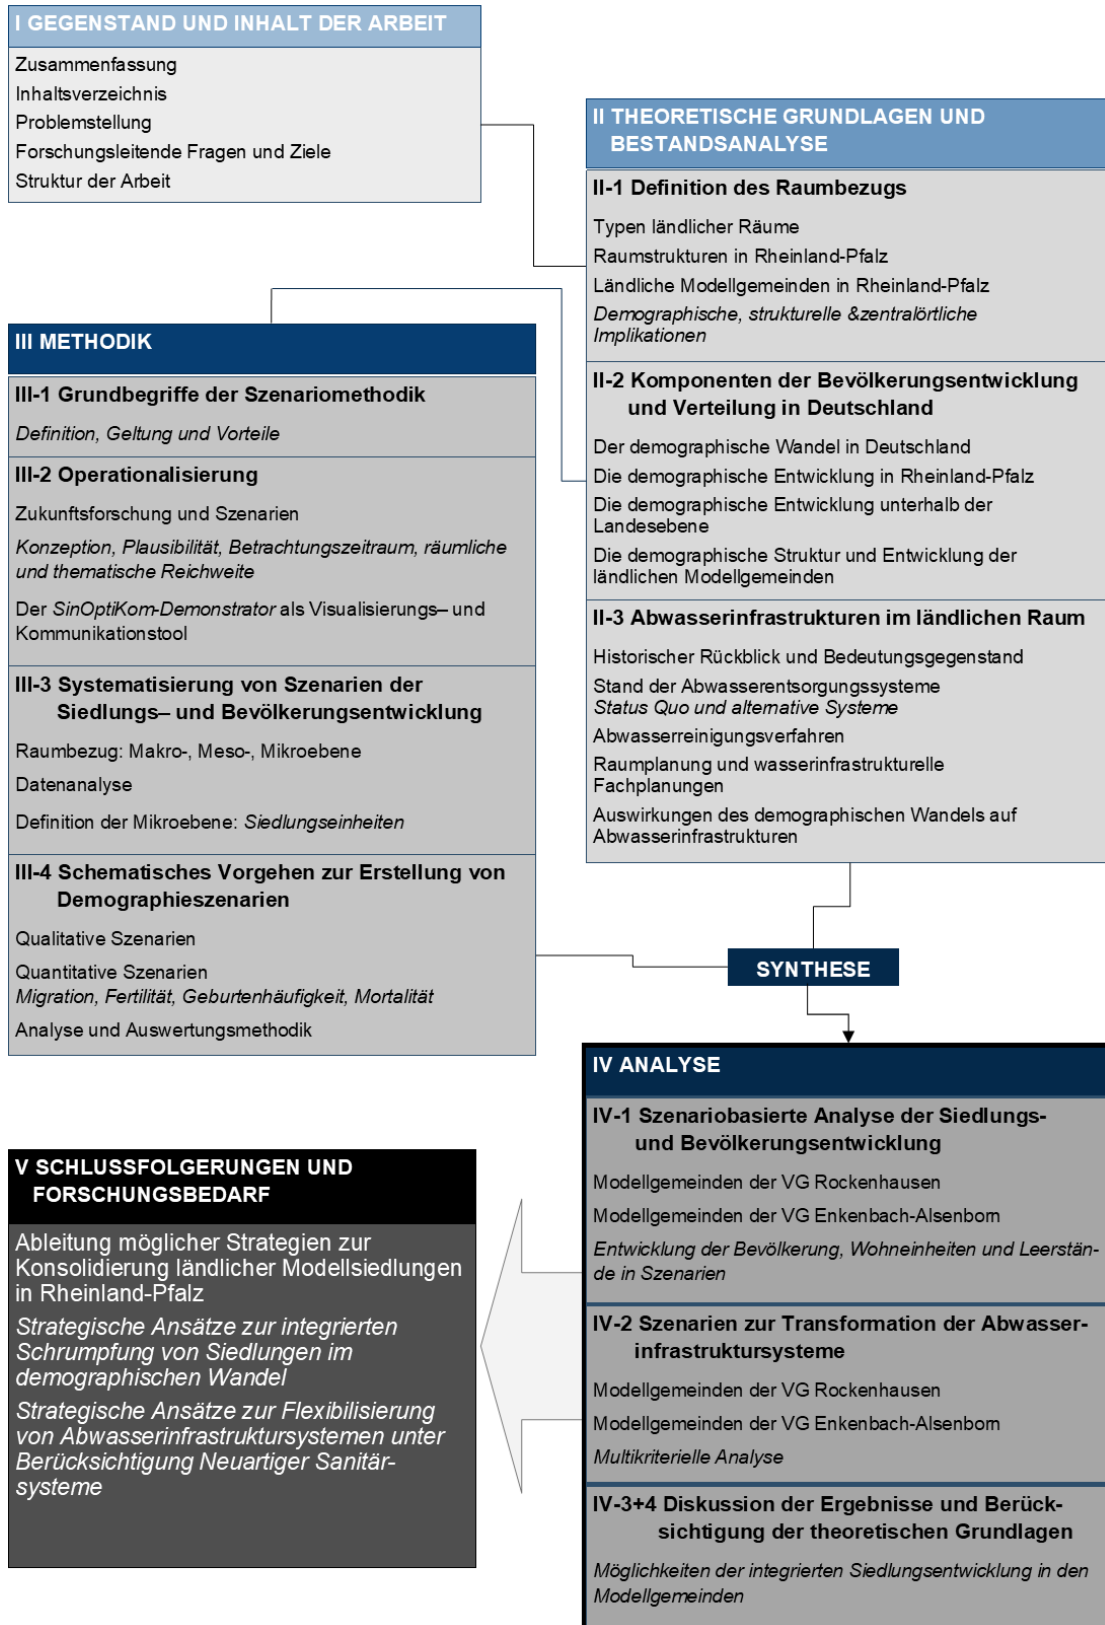 I GEGENSTAND UND INHALT DER ARBEIT
Zusammenfassung
Inhaltsverzeichnis
Problemstellung
Forschungsleitende Fragen und Ziele
Struktur der Arbeit
II THEORETISCHE GRUNDLAGEN UND
BESTANDSANALYSE
II-1 Definition des Raumbezugs
Typen ländlicher Räume
Raumstrukturen in Rheinland-Pfalz
Ländliche Modellgemeinden in Rheinland-Pfalz
Demographische, strukturelle &zentralörtliche
Implikationen
II-2 Komponenten der Bevölkerungsentwicklung
und Verteilung in Deutschland
Der demographische Wandel in Deutschland
Die demographische Entwicklung in Rheinland-Pfalz
Die demographische Entwicklung unterhalb der
Landesebene
Die demographische Struktur und Entwicklung der
ländlichen Modellgemeinden
II-3 Abwasserinfrastrukturen im ländlichen Raum
Historischer Rückblick und Bedeutungsgegenstand
Stand der Abwasserentsorgungssysteme
Status Quo und alternative Systeme
Abwasserreinigungsverfahren
Raumplanung und wasserinfrastrukturelle
Fachplanungen
Auswirkungen des demographischen Wandels auf
Abwasserinfrastrukturen
III METHODIK
III-1 Grundbegriffe der Szenariomethodik
Definition, Geltung und Vorteile
III-2 Operationalisierung
Zukunftsforschung und Szenarien
Konzeption, Plausibilität, Betrachtungszeitraum, räumliche
und thematische Reichweite
Der SinOptiKom-Demonstrator als Visualisierungs– und
Kommunikationstool
III-3 Systematisierung von Szenarien der
Siedlungs– und Bevölkerungsentwicklung
Raumbezug: Makro-, Meso-, Mikroebene
Datenanalyse
Definition der Mikroebene: Siedlungseinheiten
III-4 Schematisches Vorgehen zur Erstellung von
Demographieszenarien
Qualitative Szenarien
Quantitative Szenarien
Migration, Fertilität, Geburtenhäufigkeit, Mortalität
Analyse und Auswertungsmethodik
SYNTHESE
IV ANALYSE
IV-1 Szenariobasierte Analyse der Siedlungs-
und Bevölkerungsentwicklung
Modellgemeinden der VG Rockenhausen
Modellgemeinden der VG Enkenbach-Alsenborn
Entwicklung der Bevölkerung, Wohneinheiten und Leerstän-
de in Szenarien
IV-2 Szenarien zur Transformation der Abwasser-
infrastruktursysteme
Modellgemeinden der VG Rockenhausen
Modellgemeinden der VG Enkenbach-Alsenborn
Multikriterielle Analyse
IV-3+4 Diskussion der Ergebnisse und Berück-
sichtigung der theoretischen Grundlagen
Möglichkeiten der integrierten Siedlungsentwicklung in den
Modellgemeinden
V SCHLUSSFOLGERUNGEN UND
FORSCHUNGSBEDARF
Ableitung möglicher Strategien zur
Konsolidierung ländlicher Modellsiedlungen
in Rheinland-Pfalz
Strategische Ansätze zur integrierten
Schrumpfung von Siedlungen im
demographischen Wandel
Strategische Ansätze zur Flexibilisierung
von Abwasserinfrastruktursystemen unter
Berücksichtigung Neuartiger Sanitär-
systeme